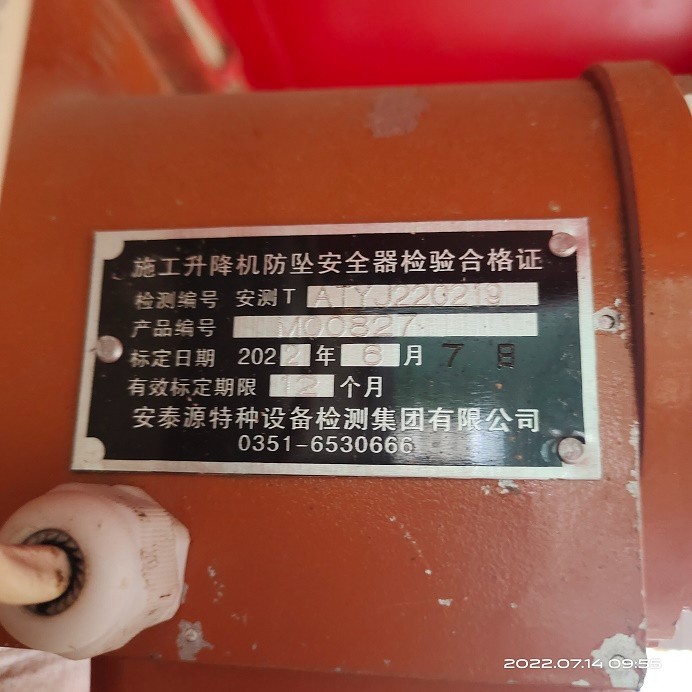 施工升降机防坠安全器检验合格证
检测编号 安测T ATYJ220219
产品编号 M00827
标定日期 2022年6月7日
有效标定期限 12 个月
安泰源特种设备检测集团有限公司
0351-6530666
2022.07.14 09:55